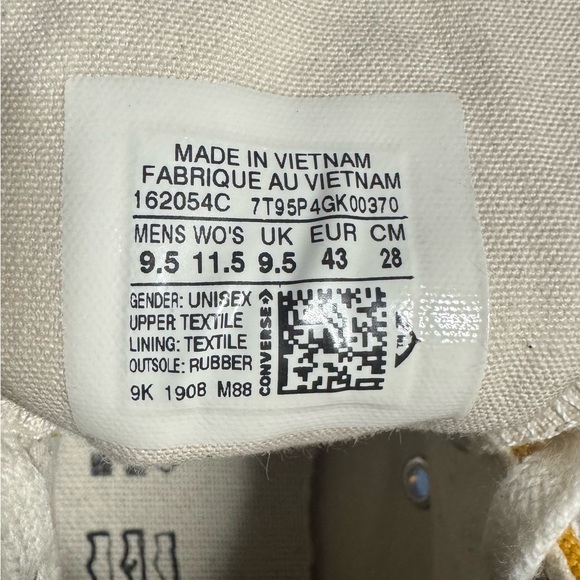 MADE IN VIETNAM
FABRIQUE AU VIETNAM
162054C 7T95P4GK00370
MENS WO'S UK EUR CM
9.5 11.5 9.5 43 28
GENDER: UNISEX
UPPER TEXTILE
LINING: TEXTILE
OUTSOLE: RUBBER
9K 1908 M88
CONVERSE